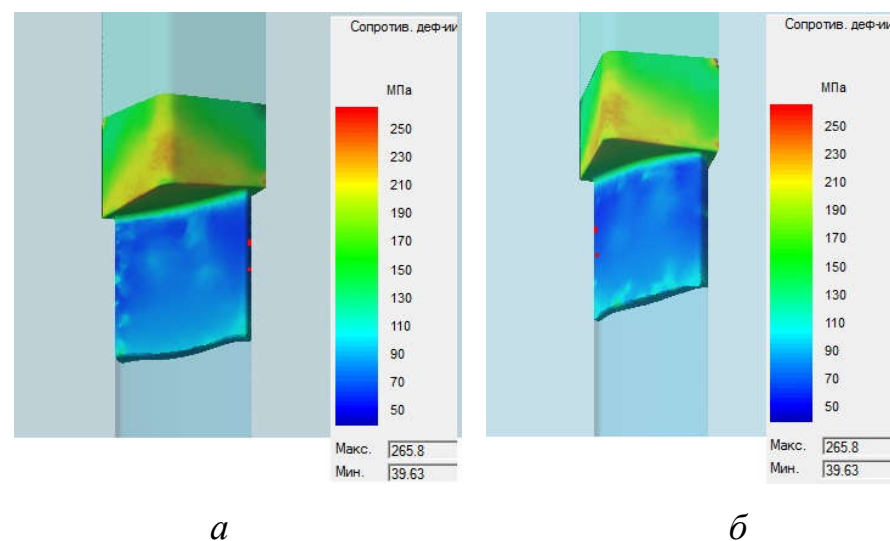 Сопротив. деф-ии
МПа
250
230
210
190
170
150
130
110
90
70
50
Макс. 265.8
Мин. 39.63
а
Сопротив. деф-ии
МПа
250
230
210
190
170
150
130
110
90
70
50
Макс. 265.8
Мин. 39.63
б